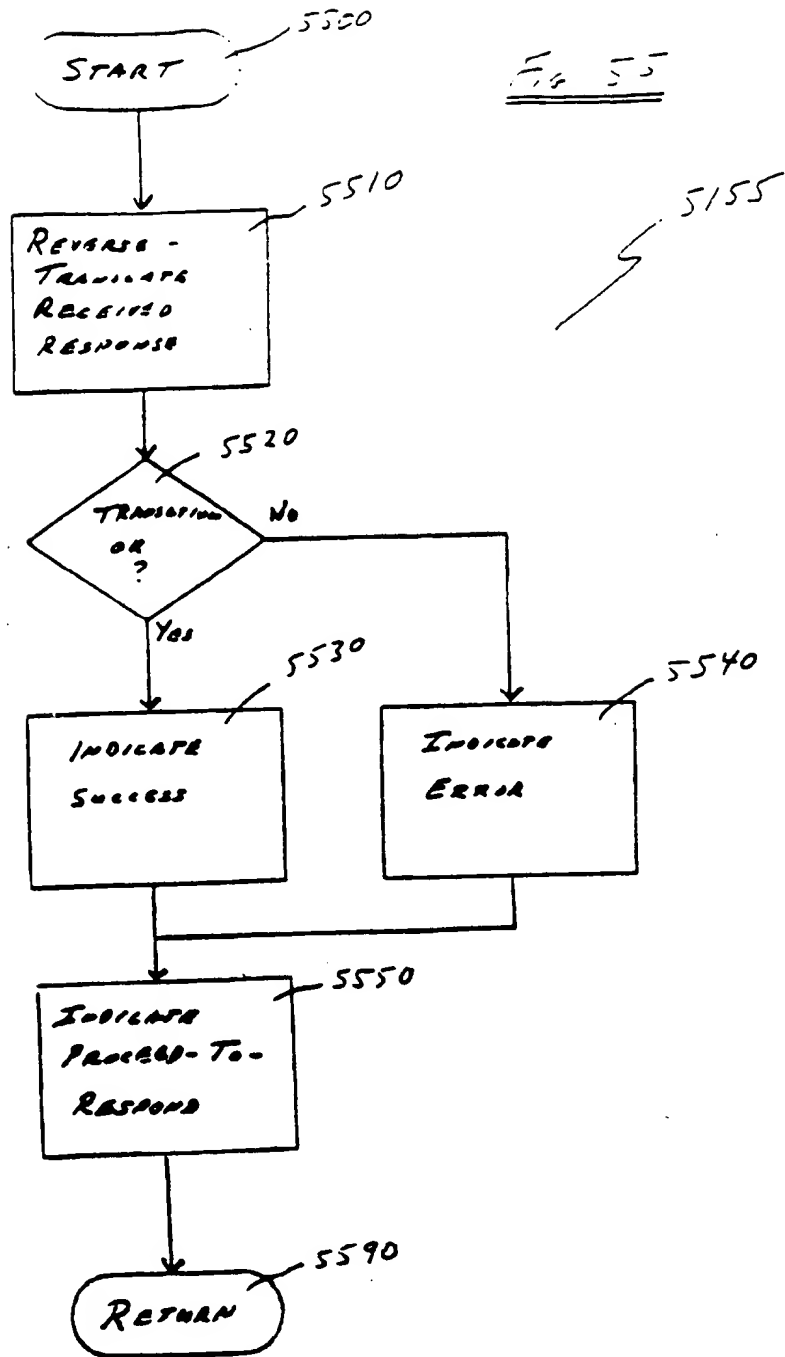 5500
START
Fig 55
5510
5155
REVERSE-
TRANSLATE
RECEIVED
RESPONSE
5520
TRANSACTION
OK
?
No
Yes
5530
5540
INDICATE
SUCCESS
INDICATE
ERROR
5550
INDICATE
PROCEED-TO-
RESPOND
5590
RETURN